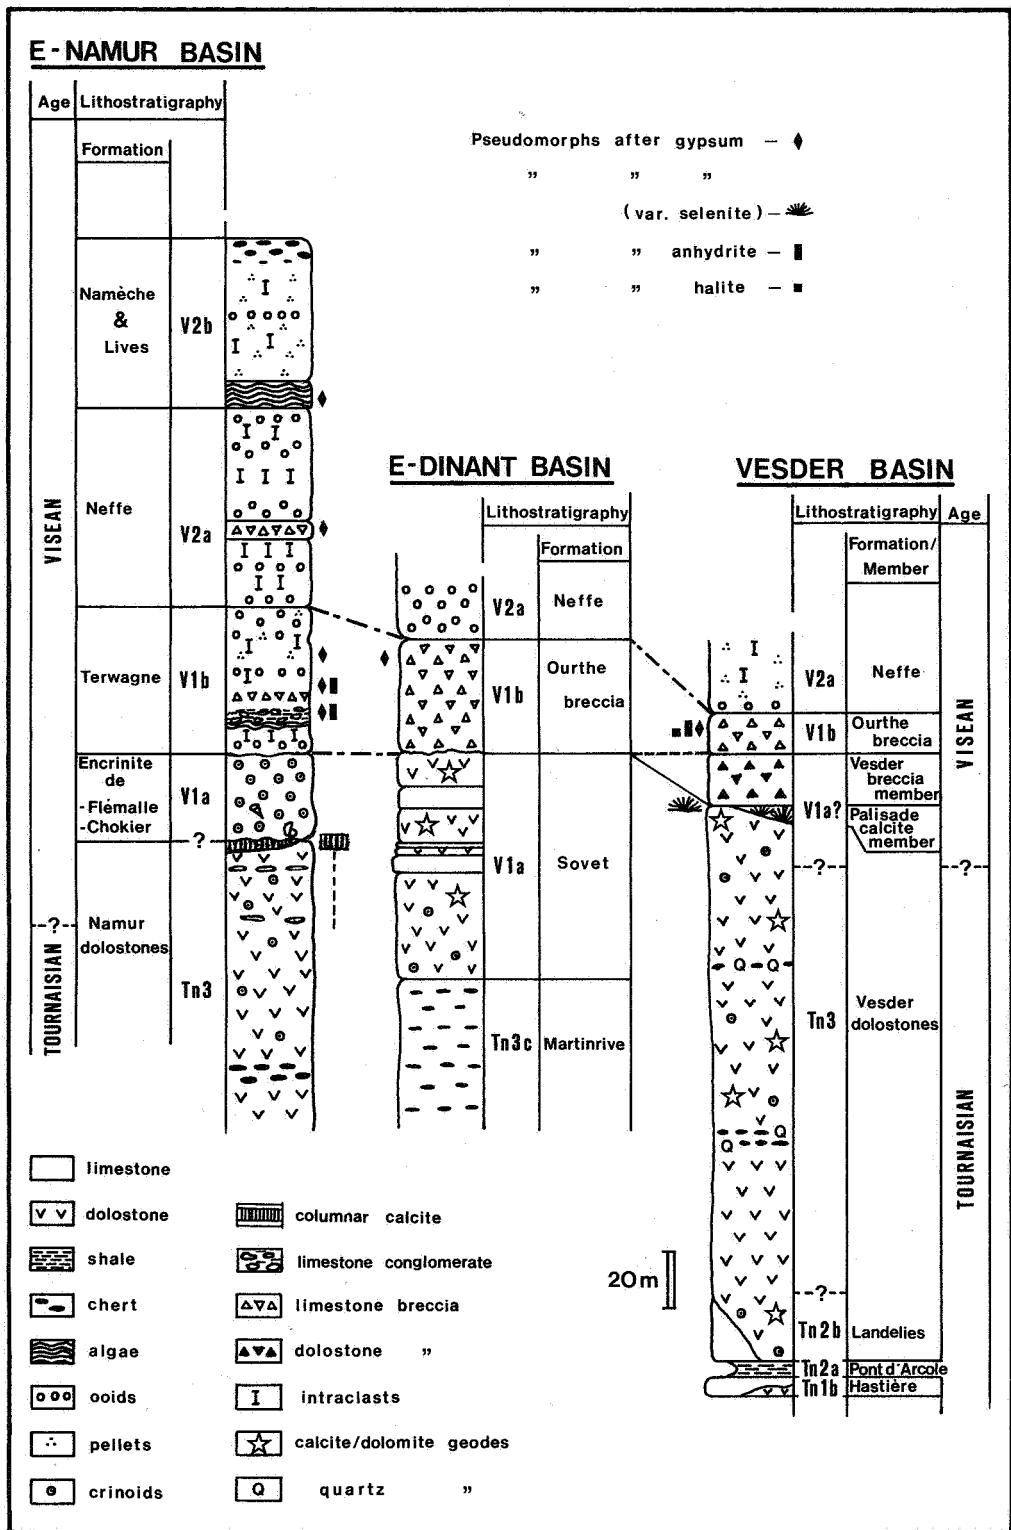 E-NAMUR BASIN
Age Lithostratigraphy
Formation
Pseudomorphs after gypsum –
" " "
(var. selenite) –
" " anhydrite –
" " halite –
Namèche
&
Lives
V2b
Neffe
V2a
Terwagne
V1b
Encrinite
de
-Flémalle
-Chokier
V1a
?
Namur
dolostones
Tn3
VISEAN
--?--
TOURNAISIAN
E-DINANT BASIN
Lithostratigraphy
Formation
V2a Neffe
V1b Ourthe
breccia
V1a Sovet
Tn3c Martinrive
VESDER BASIN
Lithostratigraphy Age
Formation/
Member
V2a Neffe
V1b Ourthe
breccia
Vesder
breccia
member
V1a?
Palisade
calcite
member
--?-- --?--
Q Q
Tn3 Vesder
dolostones
Q
Q
--?--
Tn2b Landelies
Tn2a Pont d'Arcole
Tn1b Hastière
VISEAN
TOURNAISIAN
20m
limestone
dolostone
shale
chert
algae
ooids
pellets
crinoids
columnar calcite
limestone conglomerate
limestone breccia
dolostone "
I intraclasts
calcite/dolomite geodes
Q quartz "